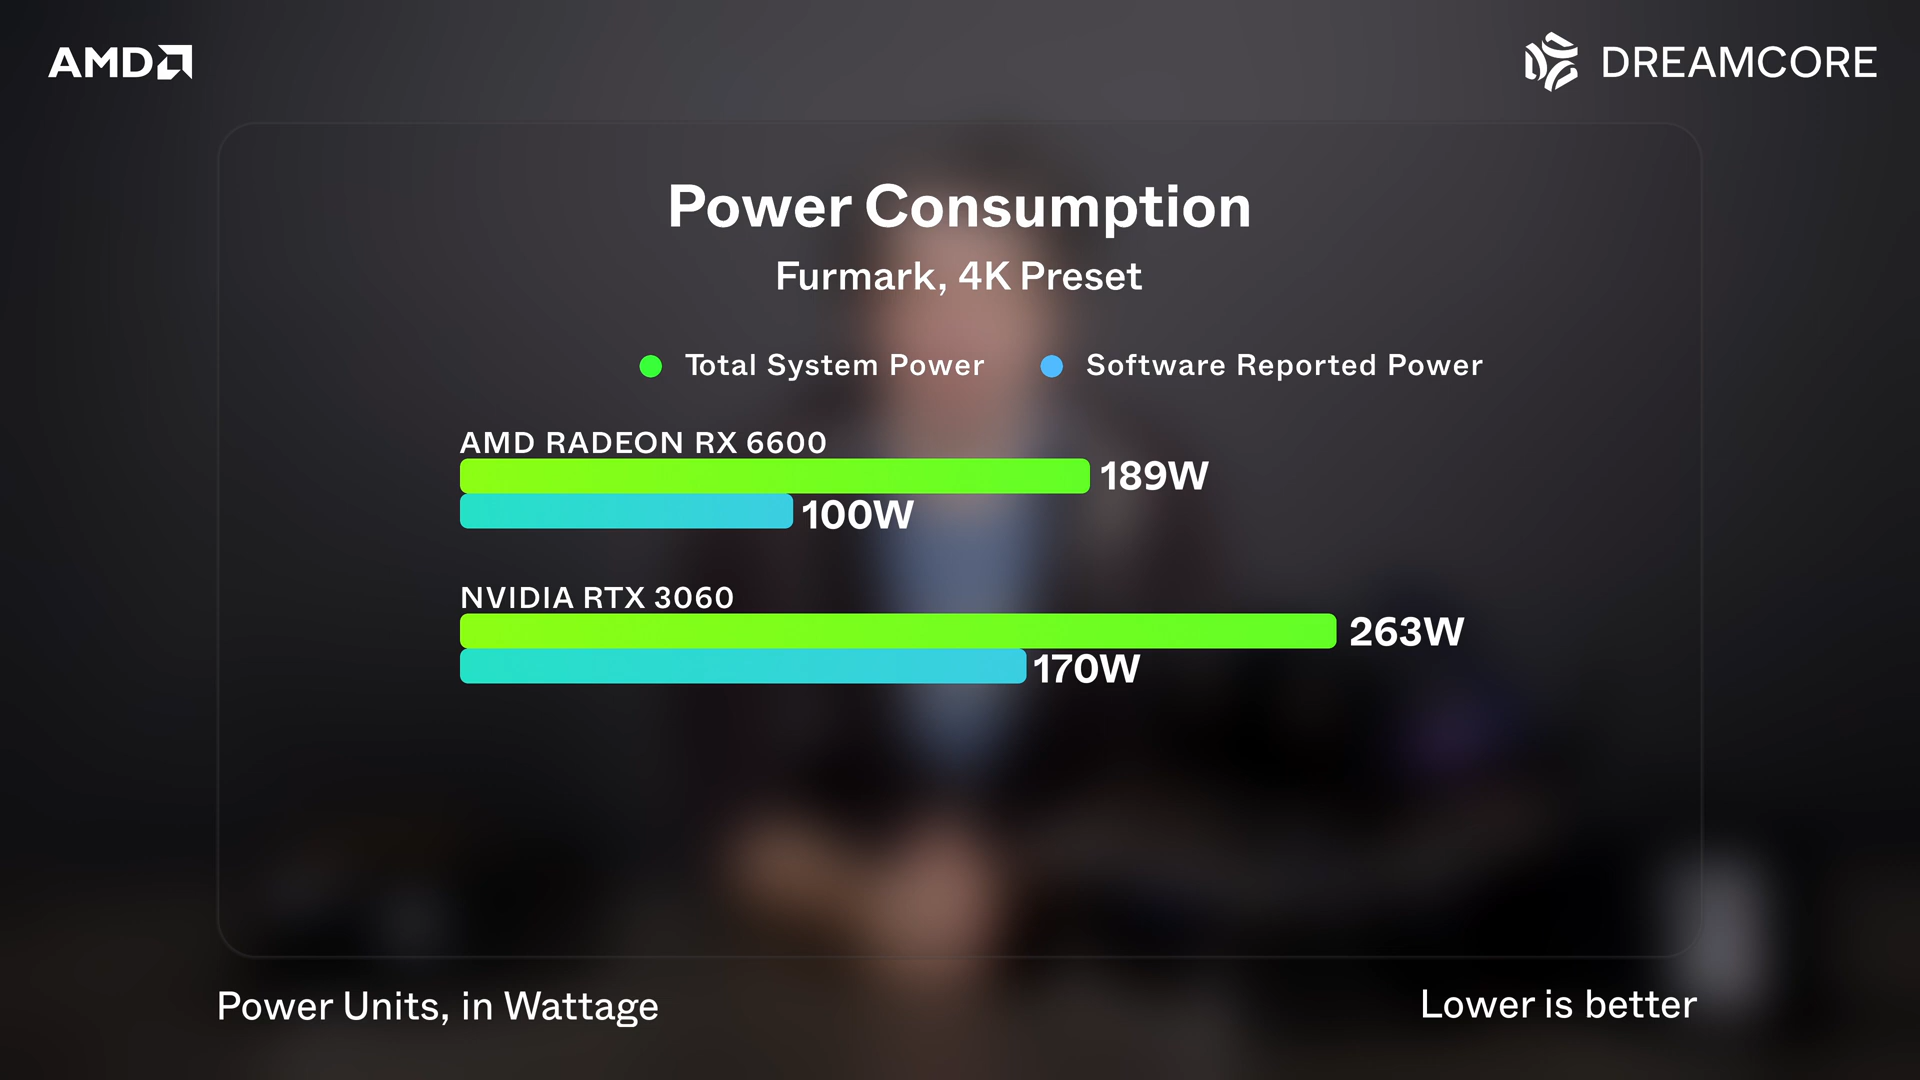 AMD
DREAMCORE
Power Consumption
Furmark, 4K Preset
Total System Power
Software Reported Power
AMD RADEON RX 6600
189W
100W
NVIDIA RTX 3060
263W
170W
Power Units, in Wattage
Lower is better